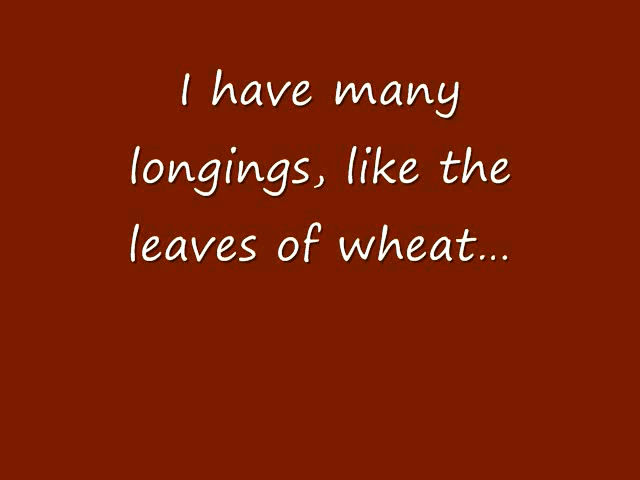 I have many
longings, like the
leaves of wheat...